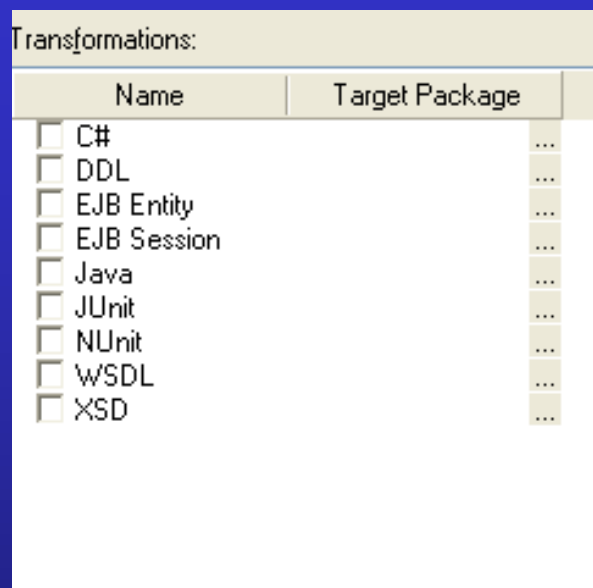 Transformations:
Name Target Package
C# ...
DDL ...
EJB Entity ...
EJB Session ...
Java ...
JUnit ...
NUnit ...
WSDL ...
XSD ...